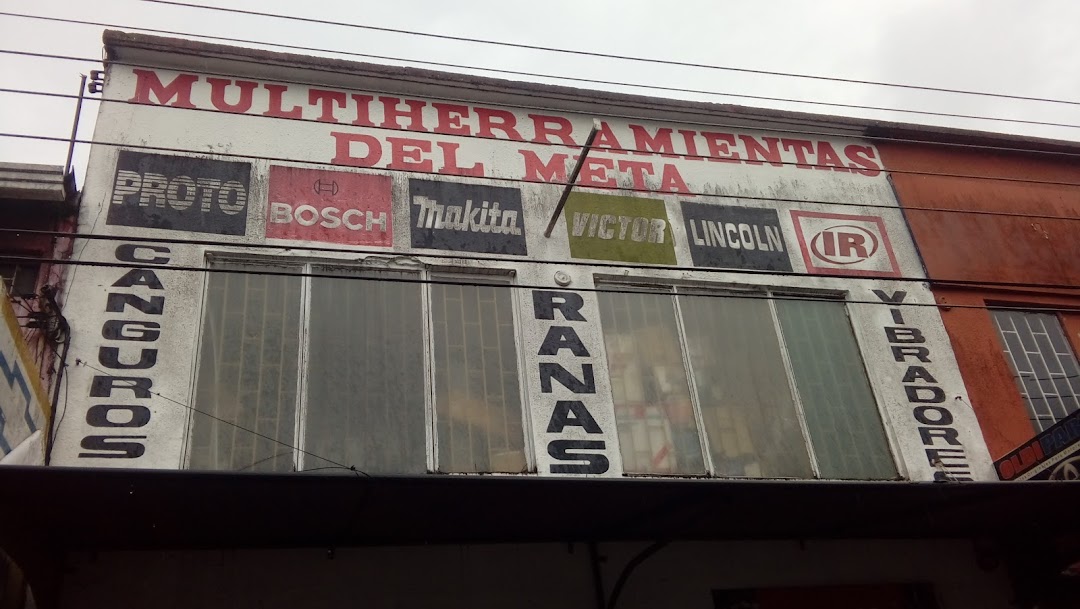 MULTIHERRAMIENTAS
DEL META
PROTO
BOSCH
Makita
VICTOR
LINCOLN
IR
CANGUROS
RANAS
VIBRADORES